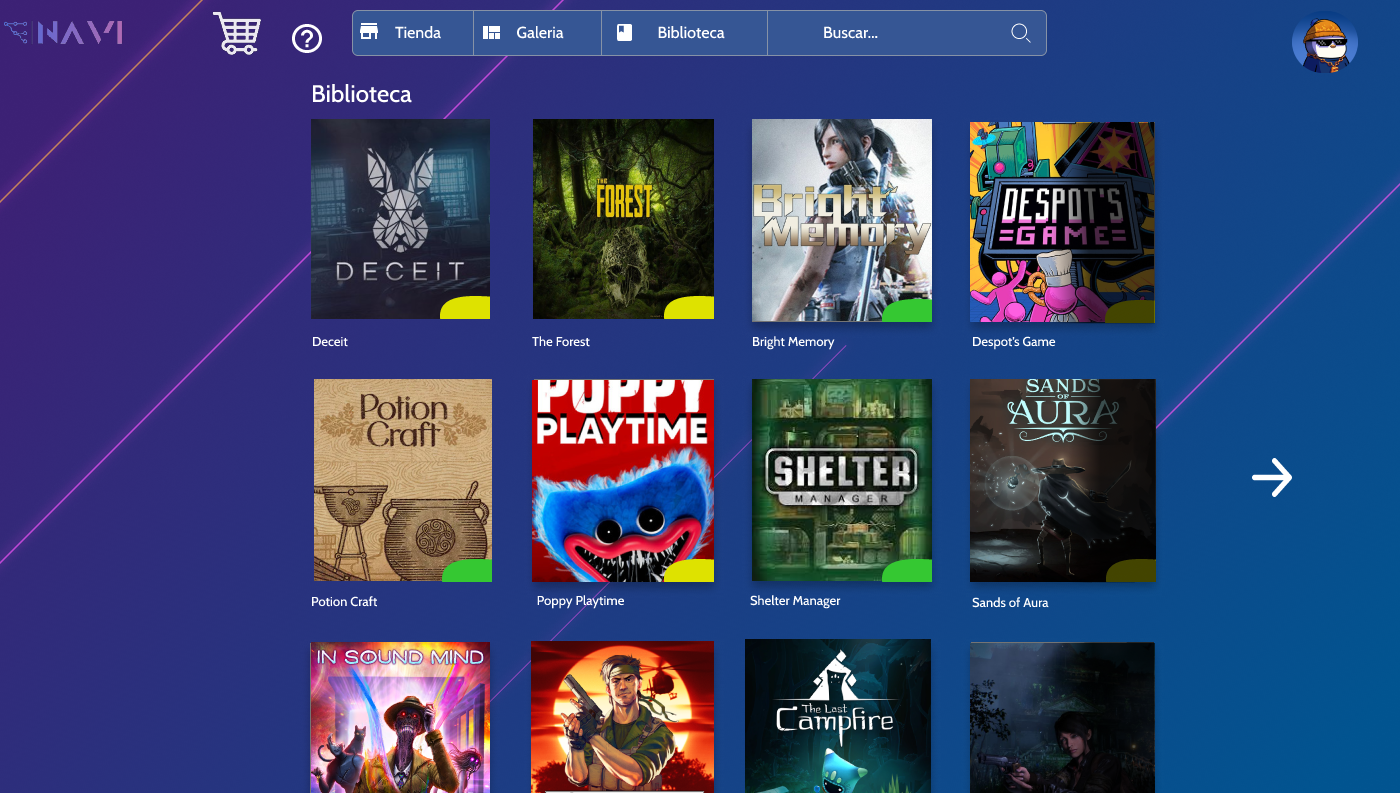 NAVI
?
Tienda
Galeria
Biblioteca
Buscar...
Biblioteca
DECEIT
THE
FOREST
Bright
Memory
DESPOT'S
=GAME=
Deceit
The Forest
Bright Memory
Despot's Game
Potion
Craft
POPPY
PLAYTIME
SHELTER
MANAGER
SANDS
OF
AURA
Potion Craft
Poppy Playtime
Shelter Manager
Sands of Aura
IN SOUND MIND
The Last
Campfire